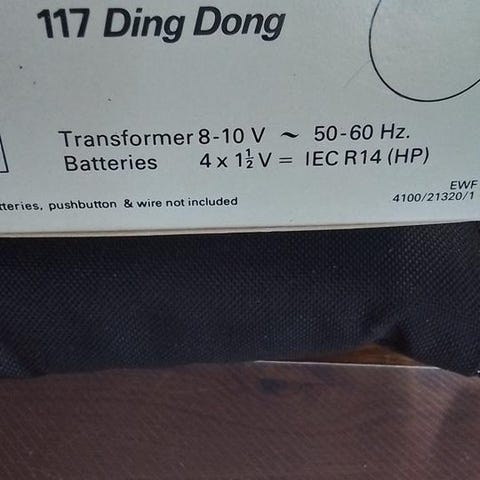 117 Ding Dong
Transformer 8-10 V ~ 50-60 Hz.
Batteries 4 x 1½ V = IEC R14 (HP)
tteries, pushbutton & wire not included
EWF
4100/21320/1